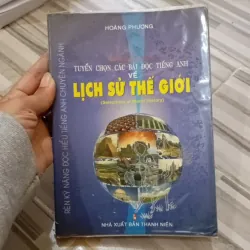 HOÀNG PHƯƠNG
TUYỂN CHỌN CÁC BÀI ĐỌC TIẾNG ANH
VỀ
LỊCH SỬ THẾ GIỚI
RÈN KỸ NĂNG ĐỌC HIỂU TIẾNG ANH CHUYÊN NGÀNH
NHÀ XUẤT BẢN THANH NIÊN